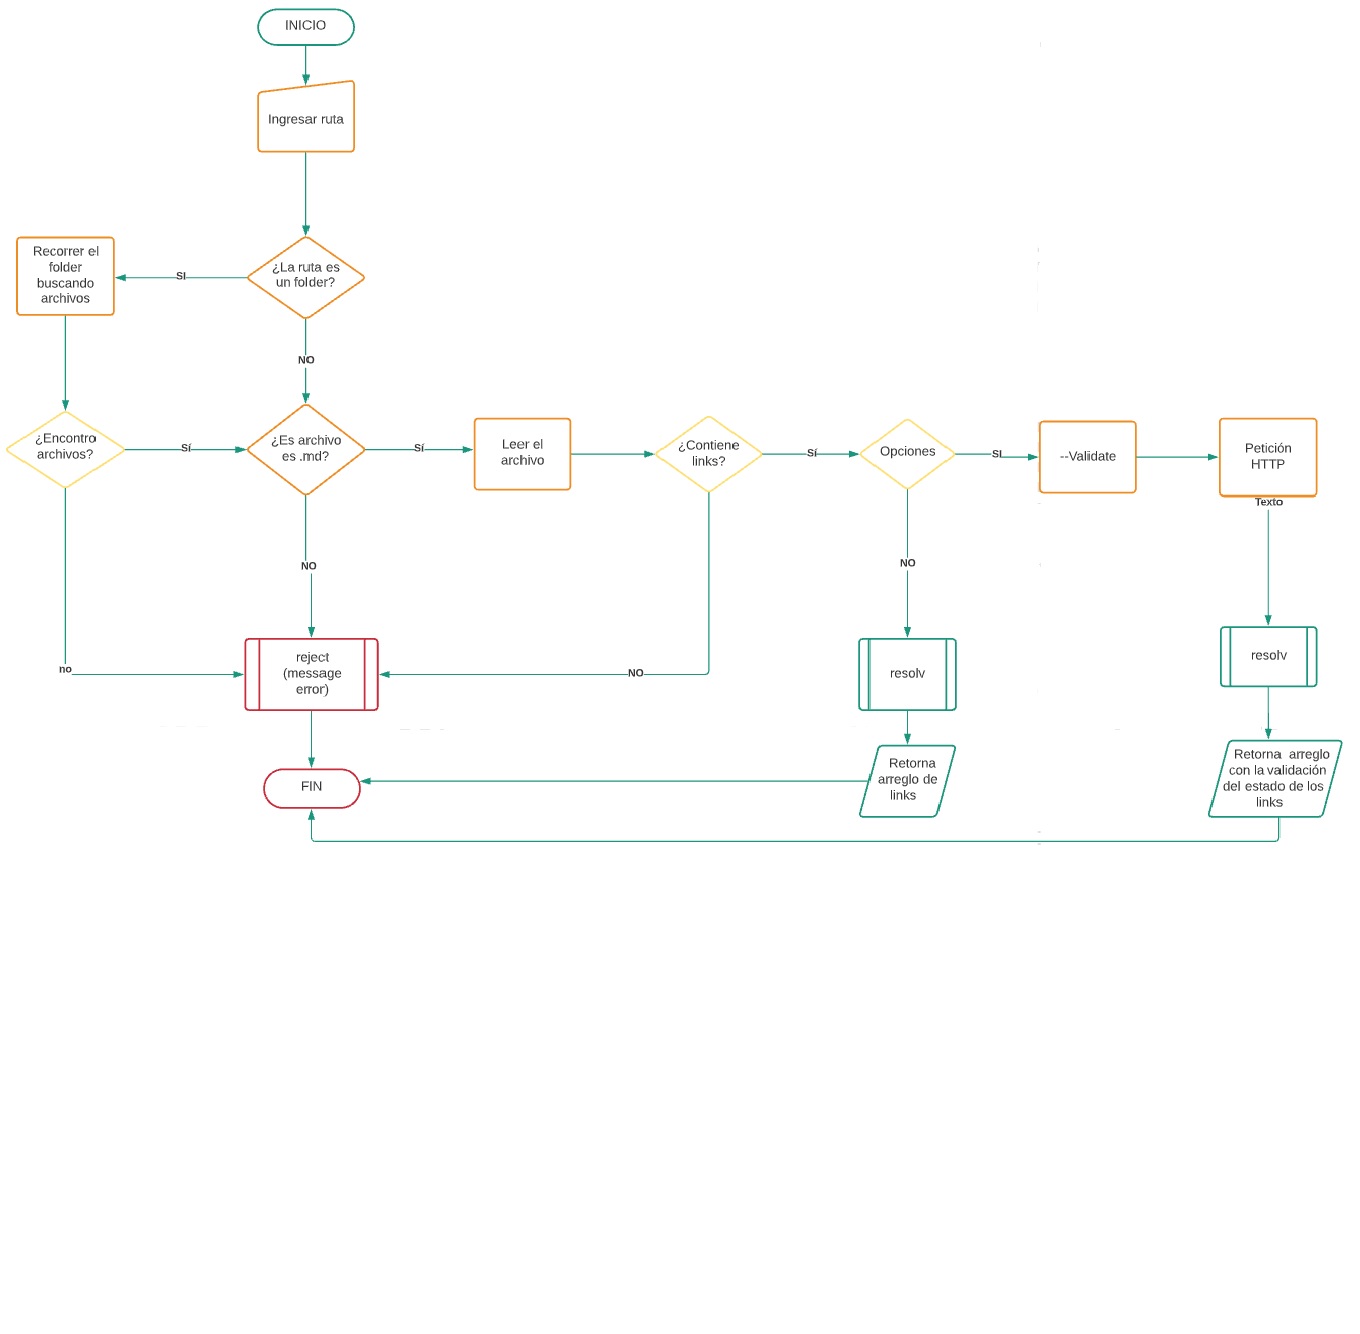 INICIO
Ingresar ruta
Recorrer el
folder
buscando
archivos
SI
¿La ruta es
un folder?
NO
¿Encontro
archivos?
Sí
¿Es archivo
es .md?
Sí
Leer el
archivo
¿Contiene
links?
Sí
Opciones
SI
--Validate
Petición
HTTP
Texto
NO
NO
no
reject
(message
error)
NO
resolv
resolv
FIN
Retorna
arreglo de
links
Retorna arreglo
con la validación
del estado de los
links